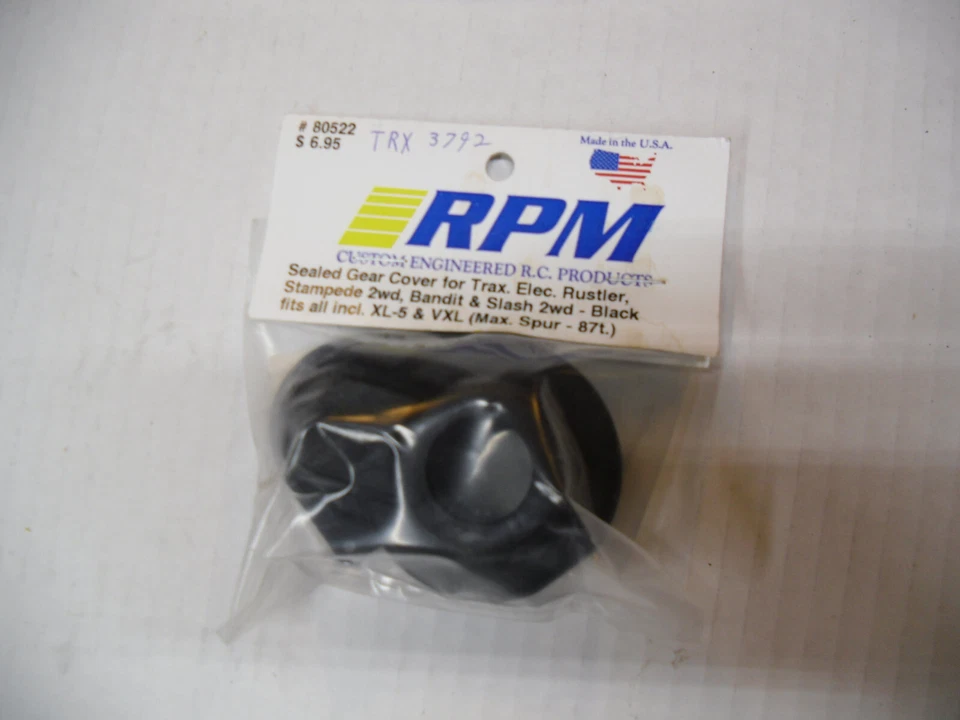 # 80522
$ 6.95
TRX 3792
Made in the U.S.A.
RPM
CUSTOM ENGINEERED R.C. PRODUCTS
Sealed Gear Cover for Trax. Elec. Rustler,
Stampede 2wd, Bandit & Slash 2wd - Black
fits all incl. XL-5 & VXL (Max. Spur - 87t.)